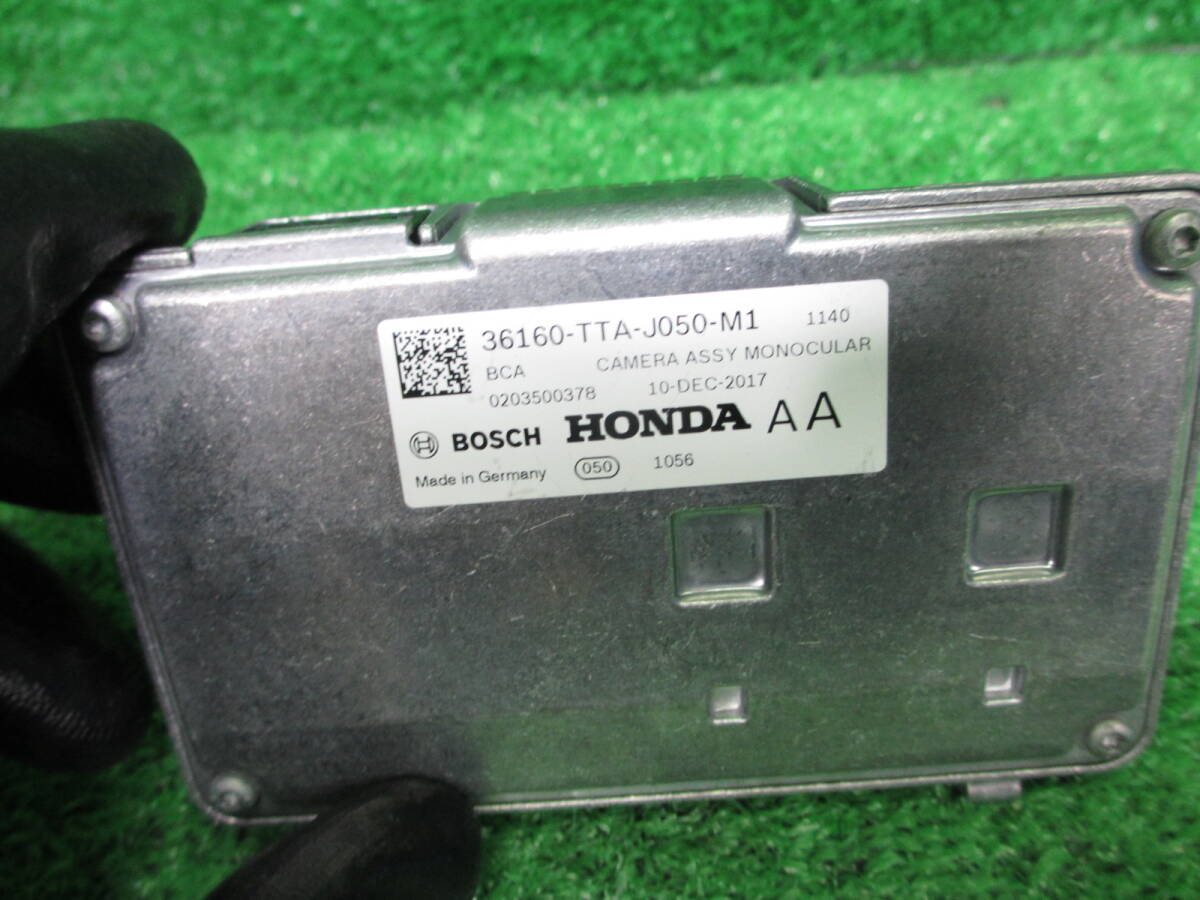 36160-TTA-J050-M1 1140
BCA CAMERA ASSY MONOCULAR
0203500378 10-DEC-2017
BOSCH HONDA AA
Made in Germany 050 1056